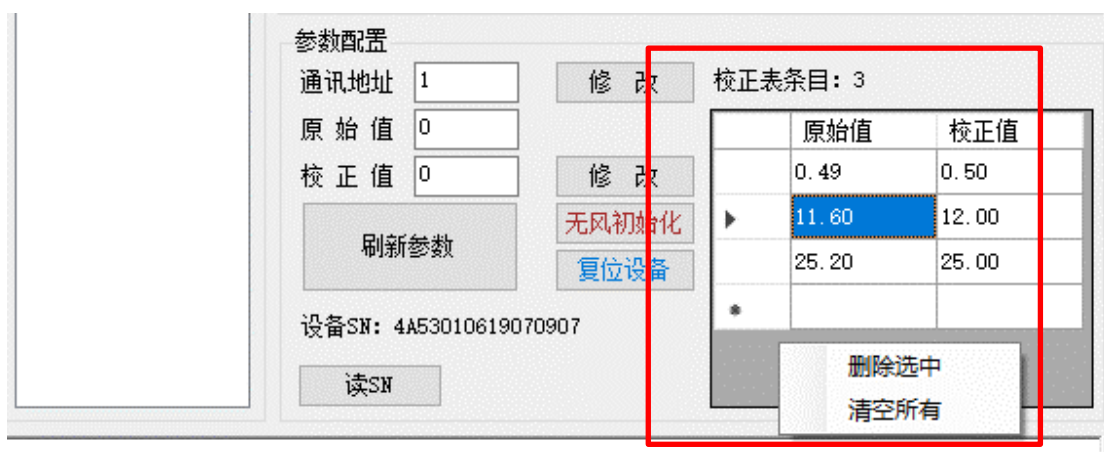 参数配置
通讯地址 1 修 改
原 始 值 0
校 正 值 0 修 改
刷新参数
无风初始化
复位设备
设备SN: 4A53010619070907
读SN
校正表条目: 3
原始值 校正值
0.49 0.50
11.60 12.00
25.20 25.00
删除选中
清空所有